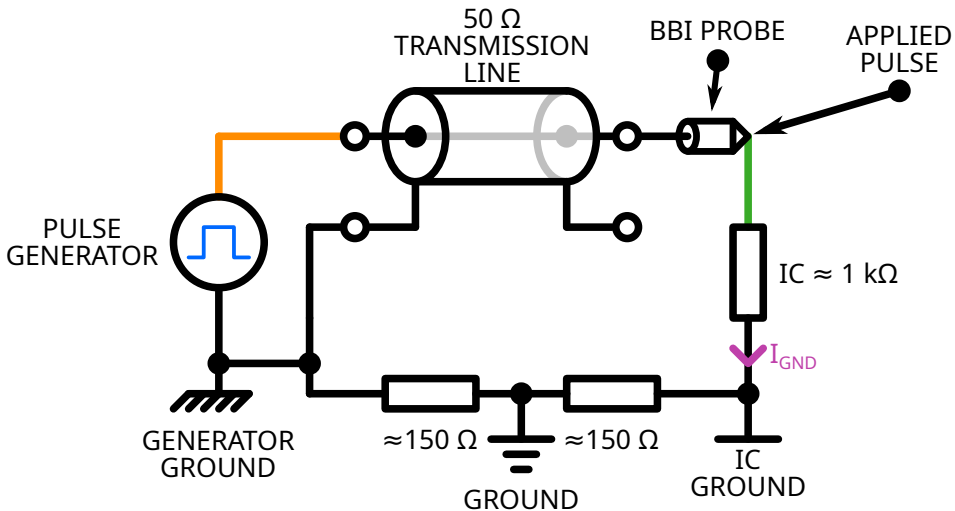 50 Ω
TRANSMISSION
LINE
BBI PROBE
APPLIED
PULSE
PULSE
GENERATOR
IC ≈ 1 kΩ
I_GND
≈150 Ω
≈150 Ω
GENERATOR
GROUND
GROUND
IC
GROUND